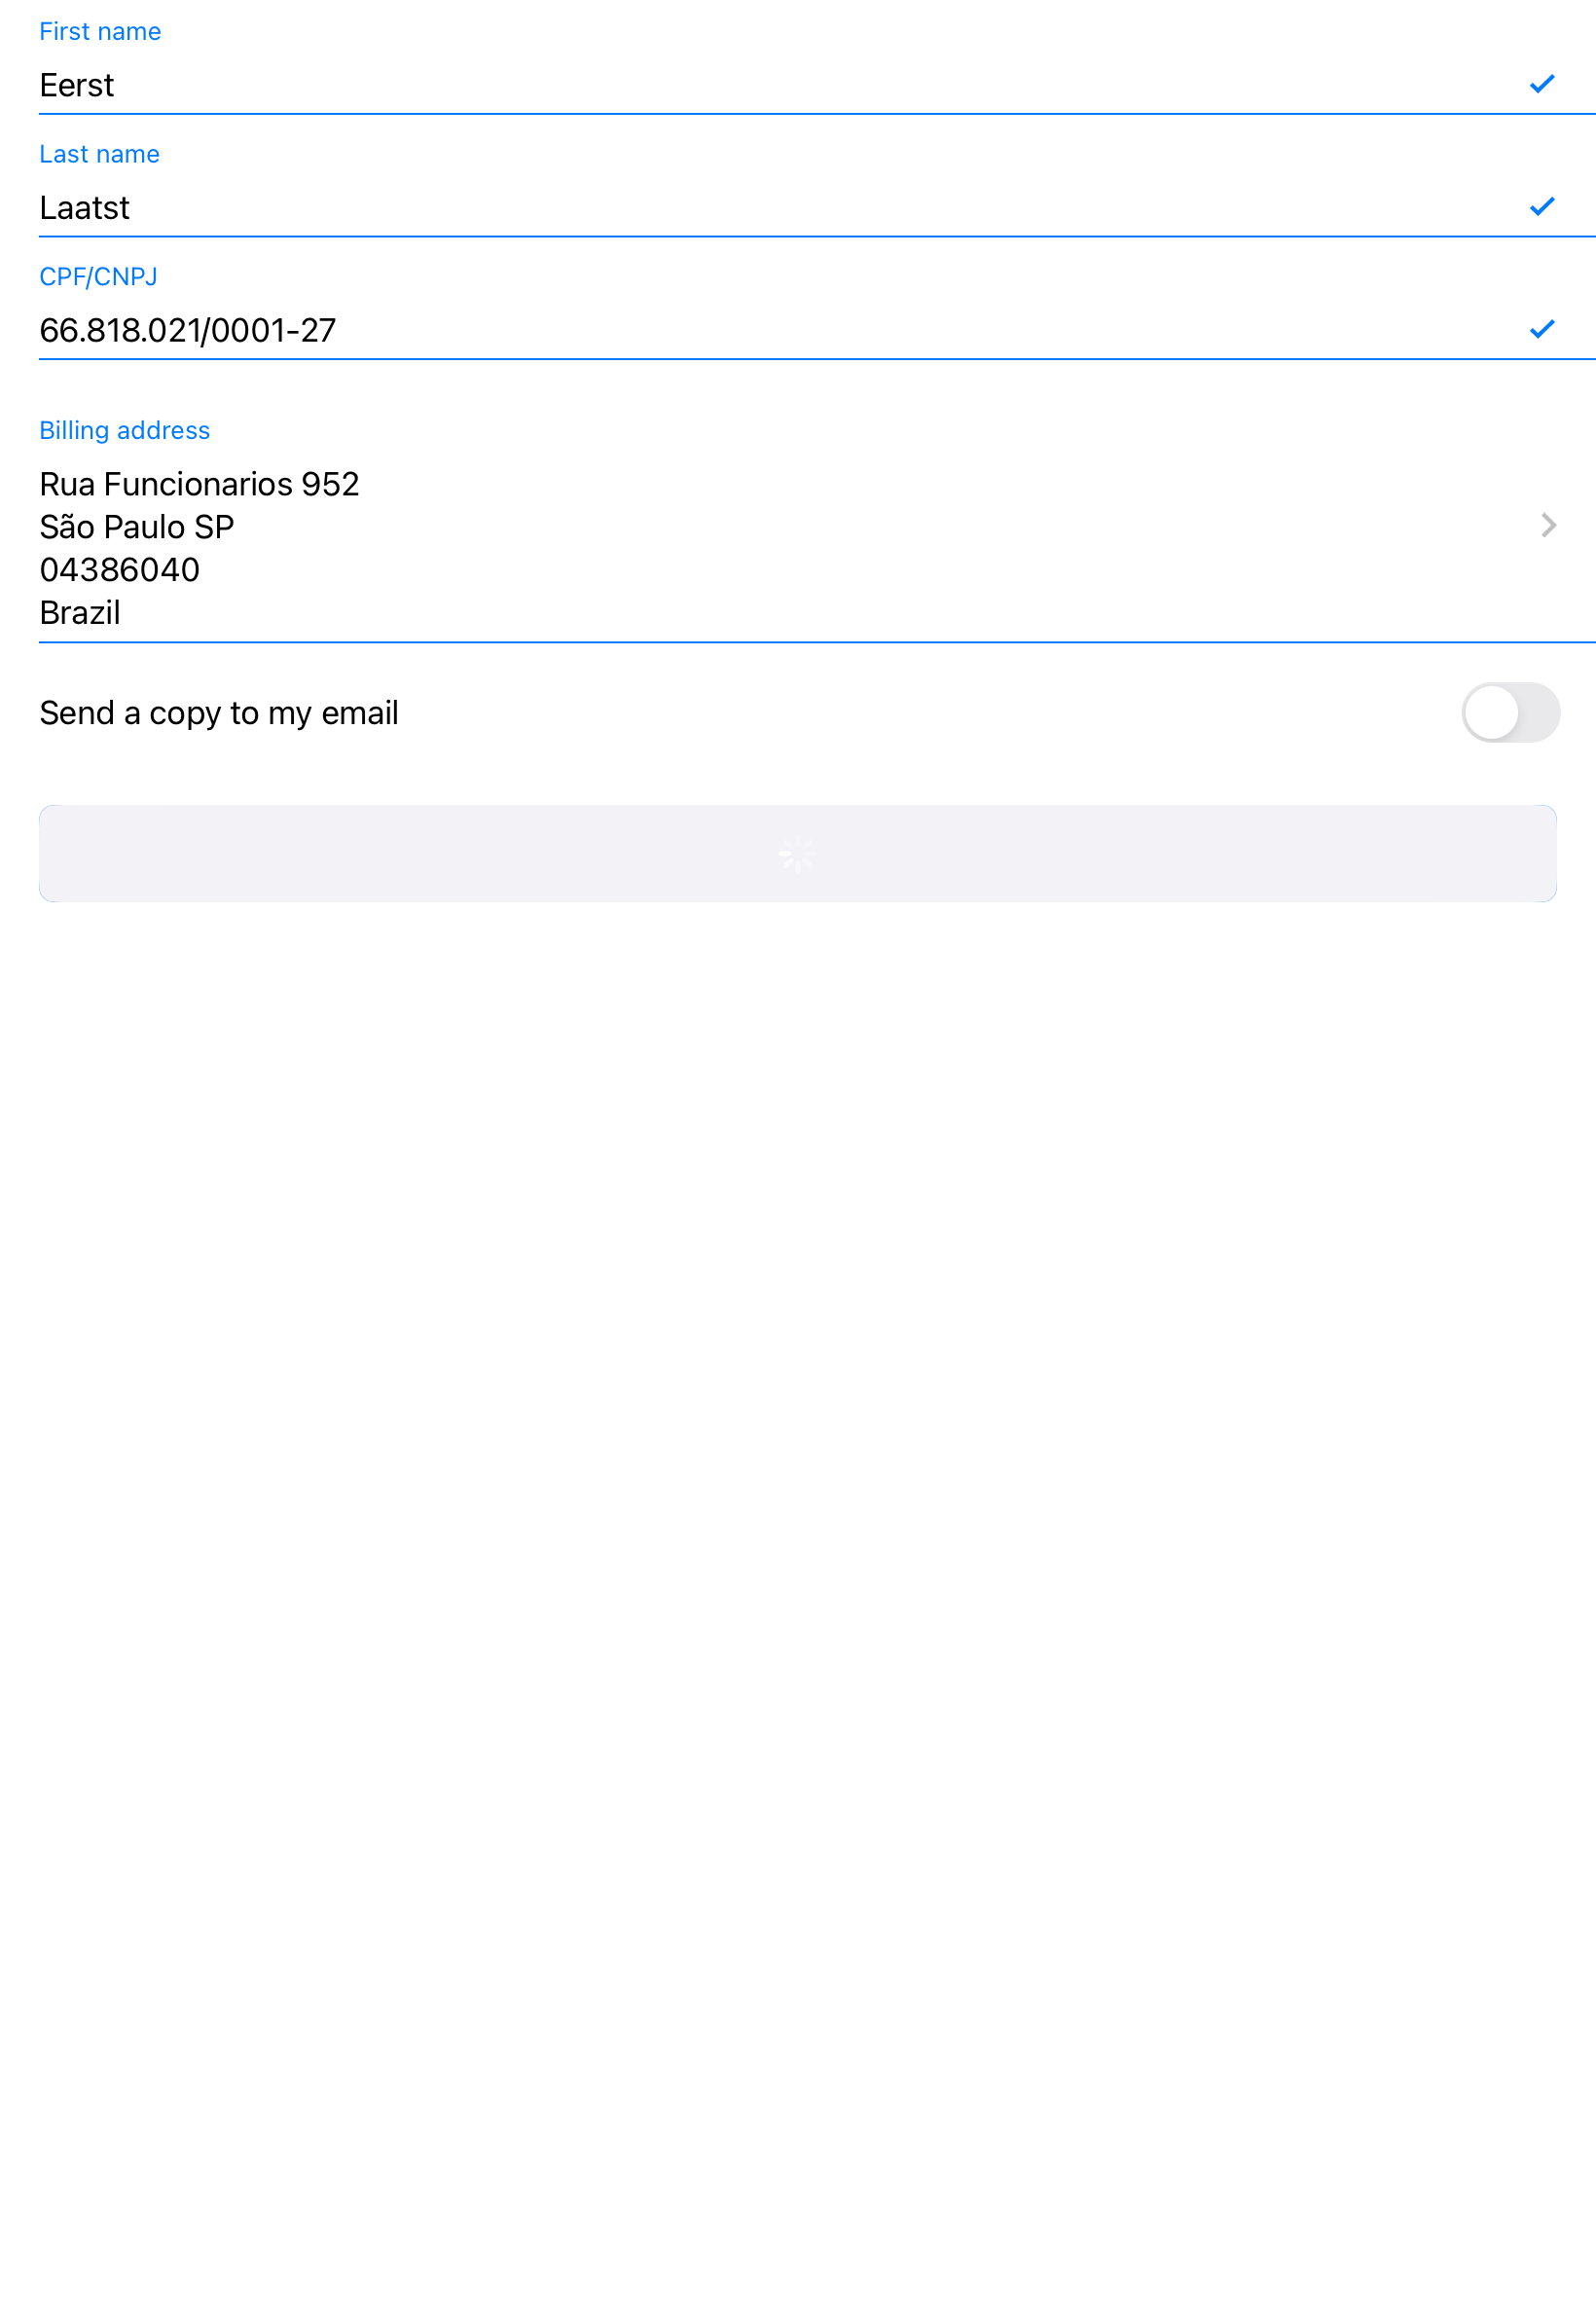 First name
Eerst
Last name
Laatst
CPF/CNPJ
66.818.021/0001-27
Billing address
Rua Funcionarios 952
São Paulo SP
04386040
Brazil
Send a copy to my email